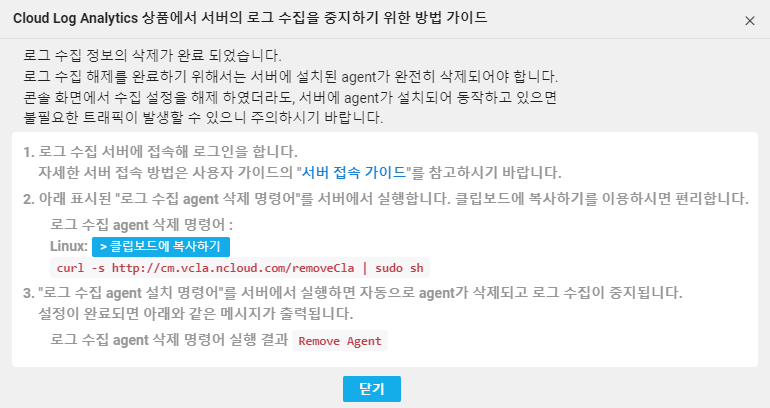 Cloud Log Analytics 상품에서 서버의 로그 수집을 중지하기 위한 방법 가이드
로그 수집 정보의 삭제가 완료 되었습니다.
로그 수집 해제를 완료하기 위해서는 서버에 설치된 agent가 완전히 삭제되어야 합니다.
콘솔 화면에서 수집 설정을 해제 하였더라도, 서버에 agent가 설치되어 동작하고 있으면
불필요한 트래픽이 발생할 수 있으니 주의하시기 바랍니다.
1. 로그 수집 서버에 접속해 로그인을 합니다.
자세한 서버 접속 방법은 사용자 가이드의 "서버 접속 가이드"를 참고하시기 바랍니다.
2. 아래 표시된 "로그 수집 agent 삭제 명령어"를 서버에서 실행합니다. 클립보드에 복사하기를 이용하시면 편리합니다.
로그 수집 agent 삭제 명령어 :
Linux: > 클립보드에 복사하기
curl -s http://cm.vcla.ncloud.com/removeCla | sudo sh
3. "로그 수집 agent 설치 명령어"를 서버에서 실행하면 자동으로 agent가 삭제되고 로그 수집이 중지됩니다.
설정이 완료되면 아래와 같은 메시지가 출력됩니다.
로그 수집 agent 삭제 명령어 실행 결과 Remove Agent
닫기